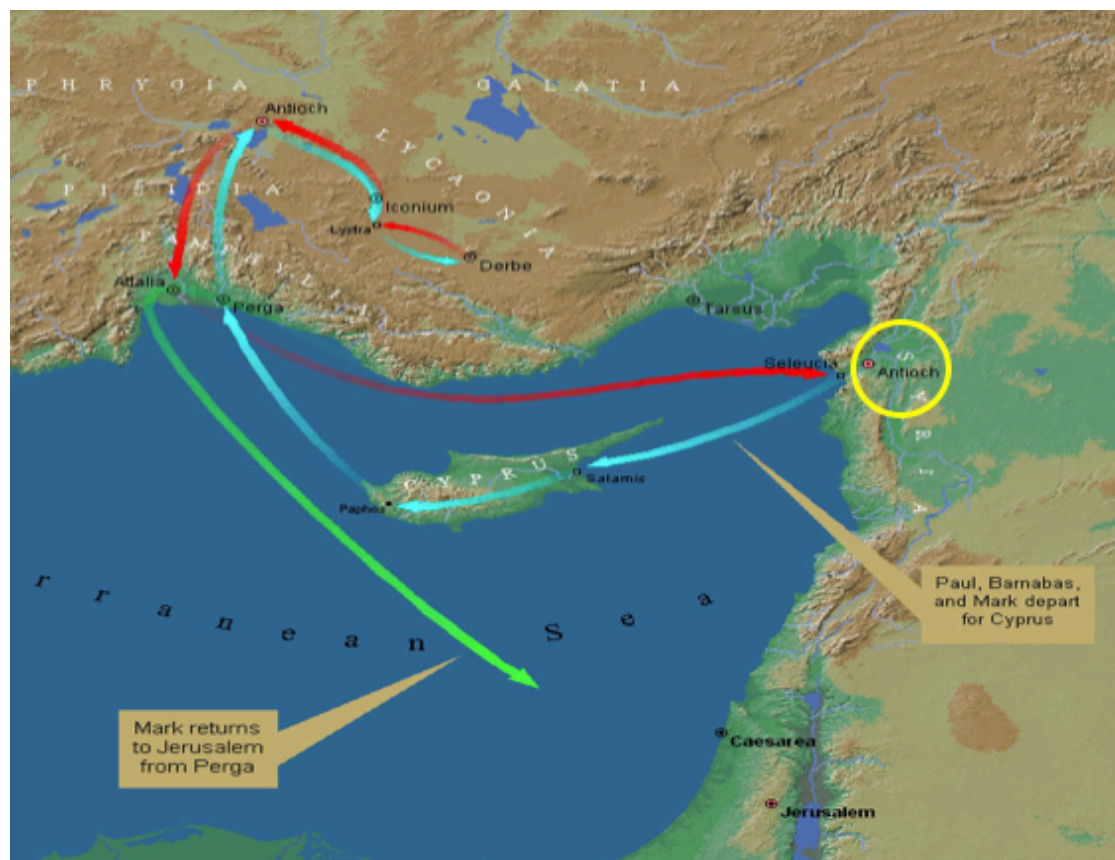 PHRYGIA
GALATIA
Antioch
LYCAONIA
PISIDIA
Iconium
Lystra
Derbe
PAMPHYLIA
Attalia
Perga
Tarsus
Seleucia
Antioch
SYRIA
CYPRUS
Salamis
Paphos
rranean Sea
Paul, Barnabas,
and Mark depart
for Cyprus
Mark returns
to Jerusalem
from Perga
Caesarea
Jerusalem